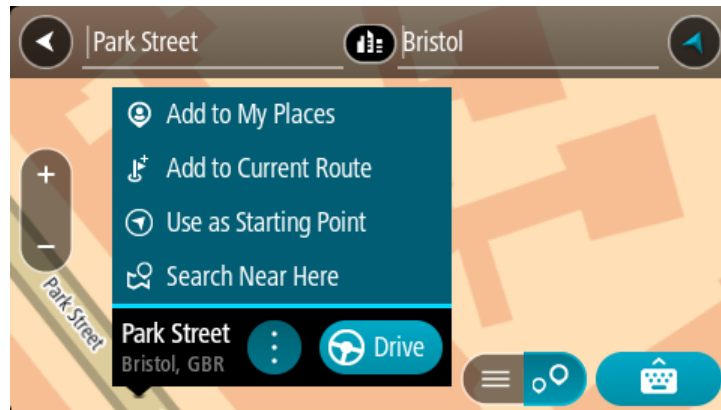 Park Street
Bristol
Add to My Places
Add to Current Route
Use as Starting Point
Search Near Here
Park Street
Park Street
Bristol, GBR
Drive